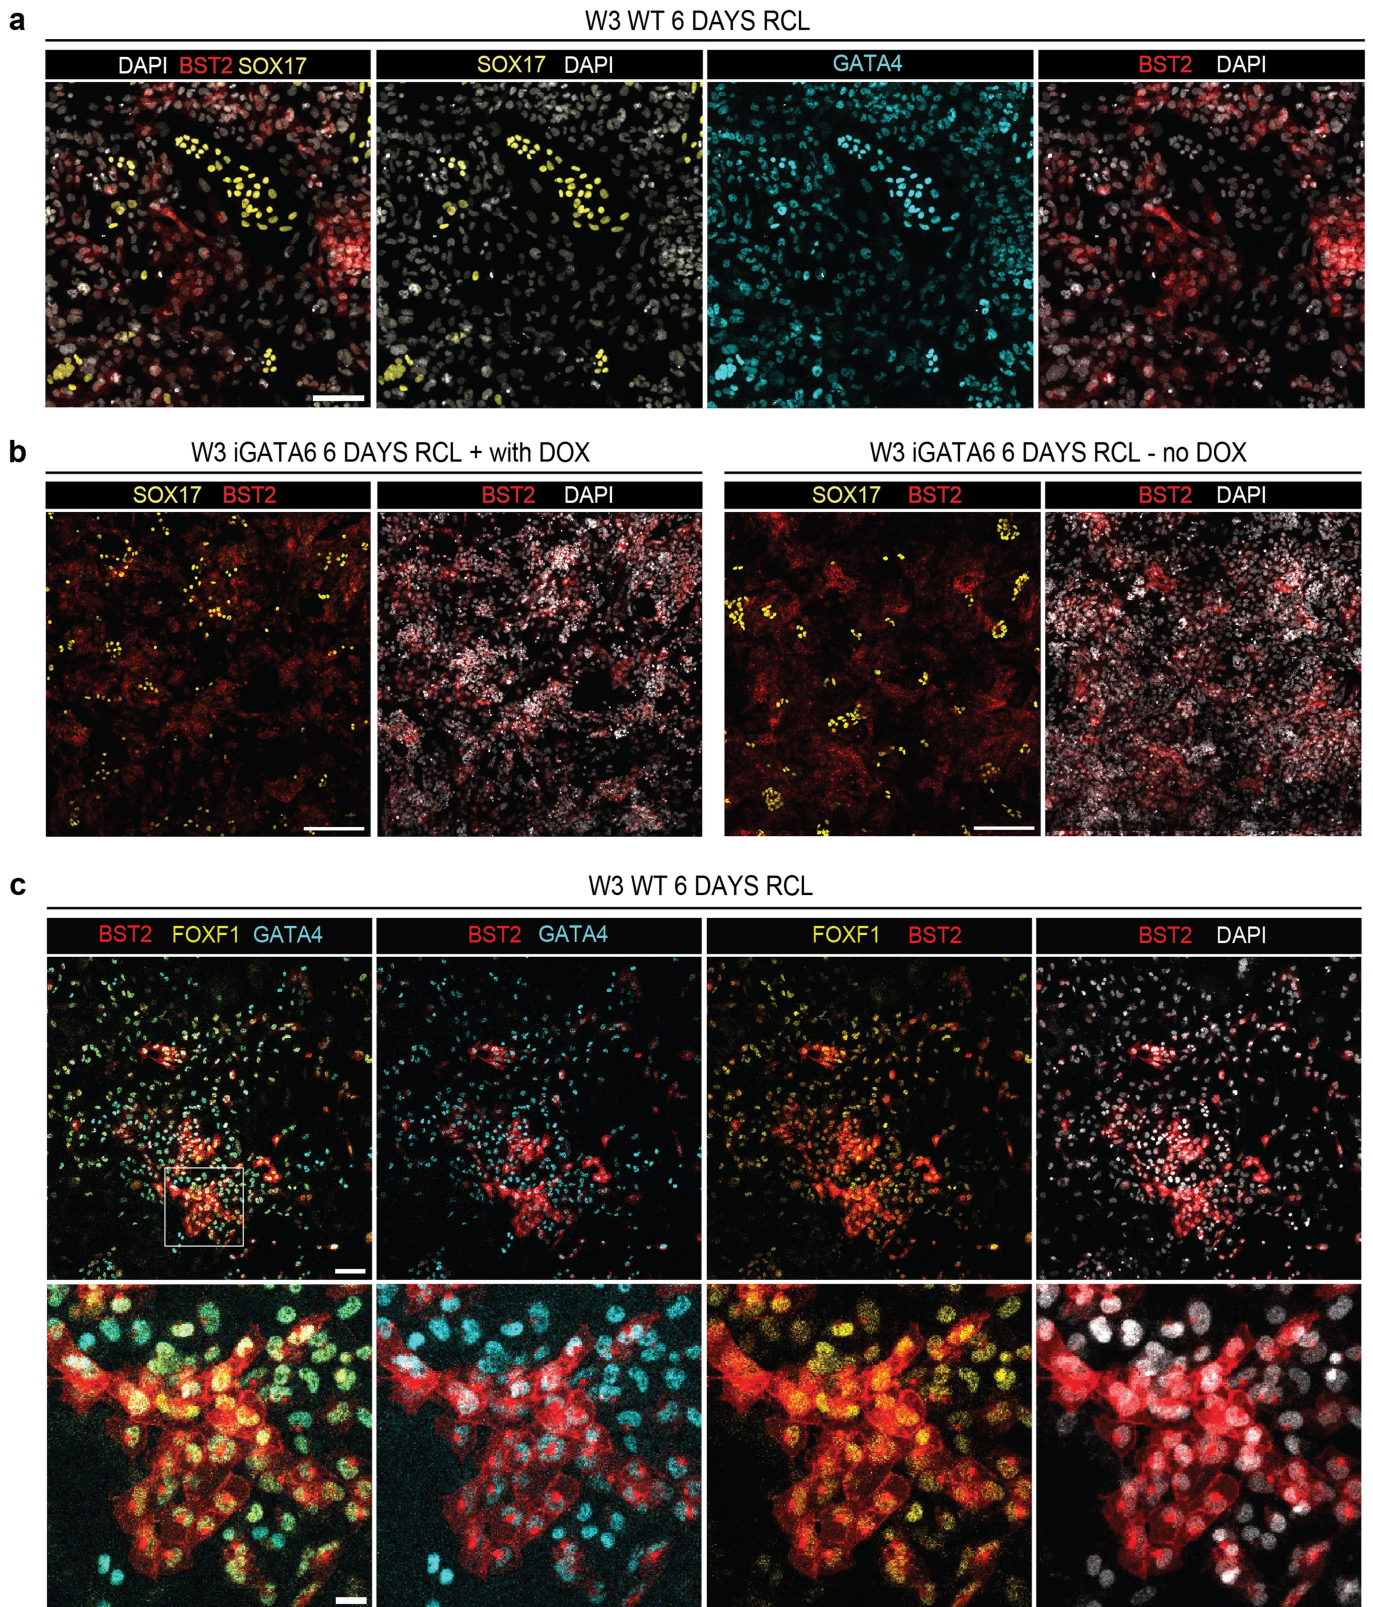 a
W3 WT 6 DAYS RCL
DAPI BST2 SOX17
SOX17 DAPI
GATA4
BST2 DAPI
b
W3 iGATA6 6 DAYS RCL + with DOX
W3 iGATA6 6 DAYS RCL - no DOX
SOX17 BST2
BST2 DAPI
SOX17 BST2
BST2 DAPI
c
W3 WT 6 DAYS RCL
BST2 FOXF1 GATA4
BST2 GATA4
FOXF1 BST2
BST2 DAPI